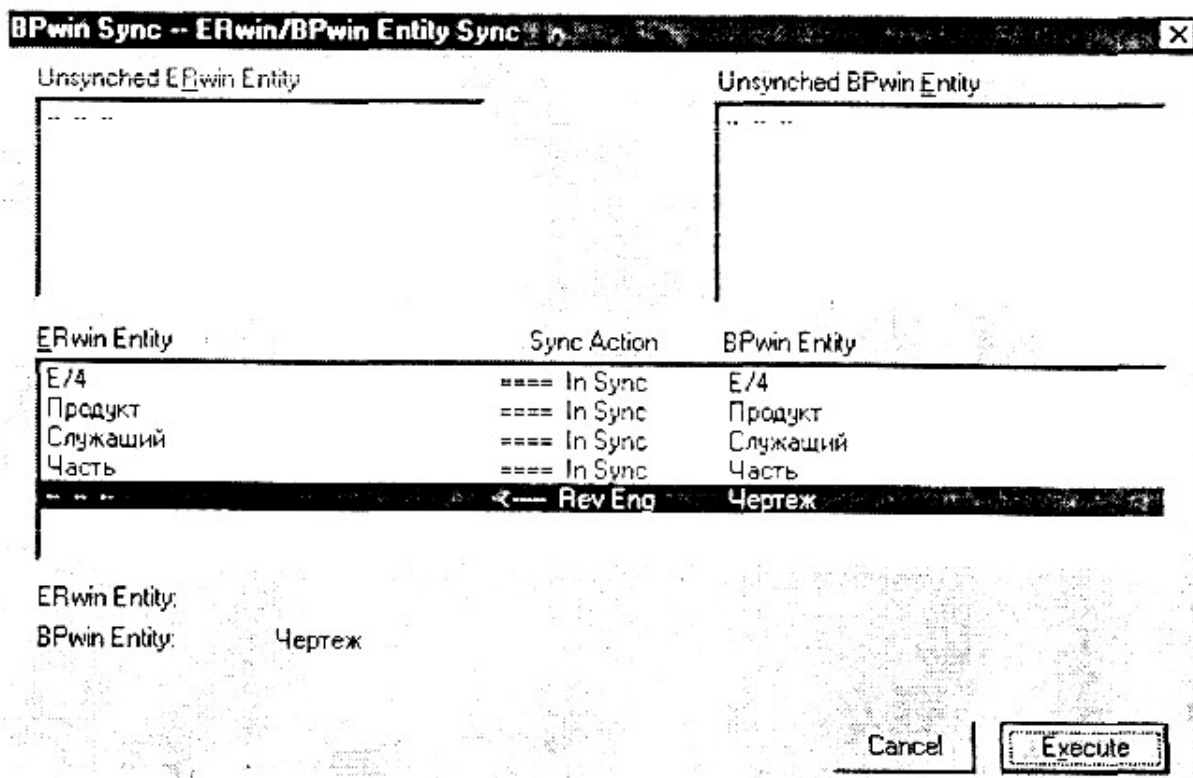 BPwin Sync -- ERwin/BPwin Entity Sync
Unsynched ERwin Entity Unsynched BPwin Entity
-- -- -- -- -- --
ERwin Entity Sync Action BPwin Entity
E/4 ==== In Sync E/4
Продукт ==== In Sync Продукт
Служащий ==== In Sync Служащий
Часть ==== In Sync Часть
-- -- -- <---- Rev Eng Чертеж
ERwin Entity:
BPwin Entity: Чертеж
Cancel Execute